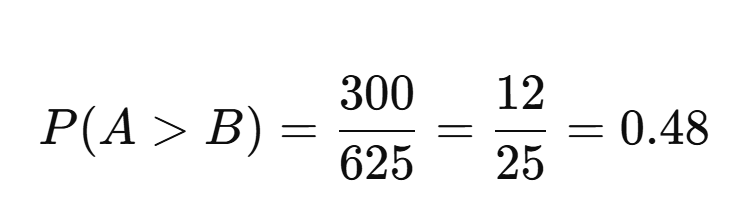 P(A > B) = 300/625 = 12/25 = 0.48